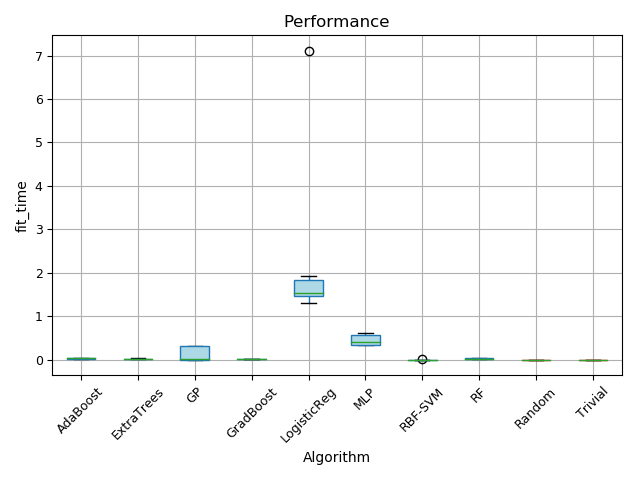 Performance
7
6
5
4
3
2
1
0
fit_time
AdaBoost
ExtraTrees
GP
GradBoost
LogisticReg
MLP
RBF-SVM
RF
Random
Trivial
Algorithm